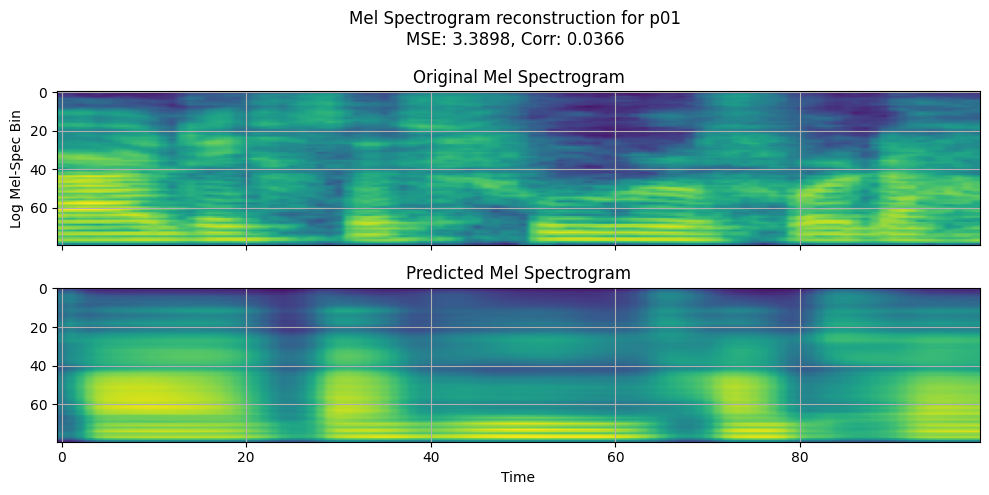 Mel Spectrogram reconstruction for p01
MSE: 3.3898, Corr: 0.0366
Original Mel Spectrogram
0
20
40
60
Log Mel-Spec Bin
Predicted Mel Spectrogram
0
20
40
60
0 20 40 60 80
Time